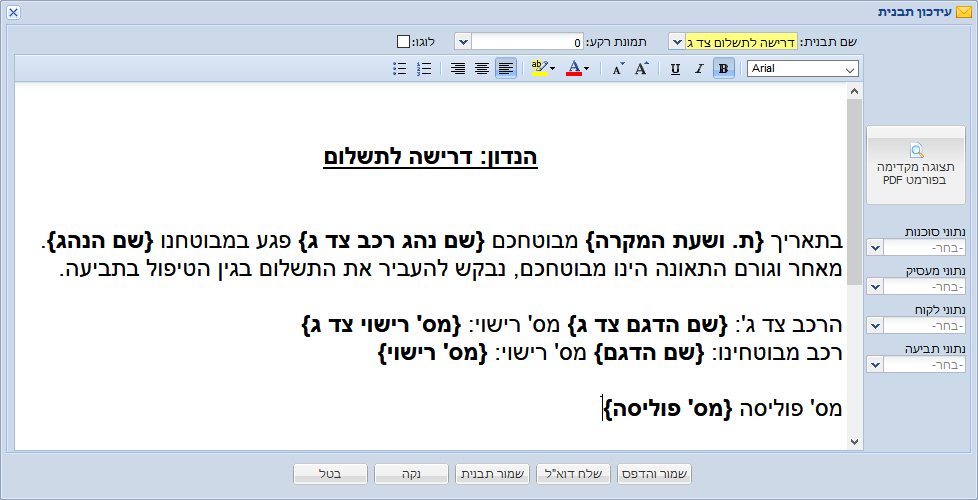 עידכון תבנית
שם תבנית: דרישה לתשלום צד ג תמונת רקע: 0 לוגו:
Arial B I U A A A ab
הנדון: דרישה לתשלום
בתאריך {ת. ושעת המקרה} מבוטחכם {שם נהג רכב צד ג} פגע במבוטחנו {שם הנהג}.
מאחר וגורם התאונה הינו מבוטחכם, נבקש להעביר את התשלום בגין הטיפול בתביעה.
הרכב צד ג': {שם הדגם צד ג} מס' רישוי: {מס' רישוי צד ג}
רכב מבוטחינו: {שם הדגם} מס' רישוי: {מס' רישוי}
מס' פוליסה {מס' פוליסה}
תצוגה מקדימה
בפורמט PDF
נתוני סוכנות
-בחר-
נתוני מעסיק
-בחר-
נתוני לקוח
-בחר-
נתוני תביעה
-בחר-
שמור והדפס שלח דוא"ל שמור תבנית נקה בטל